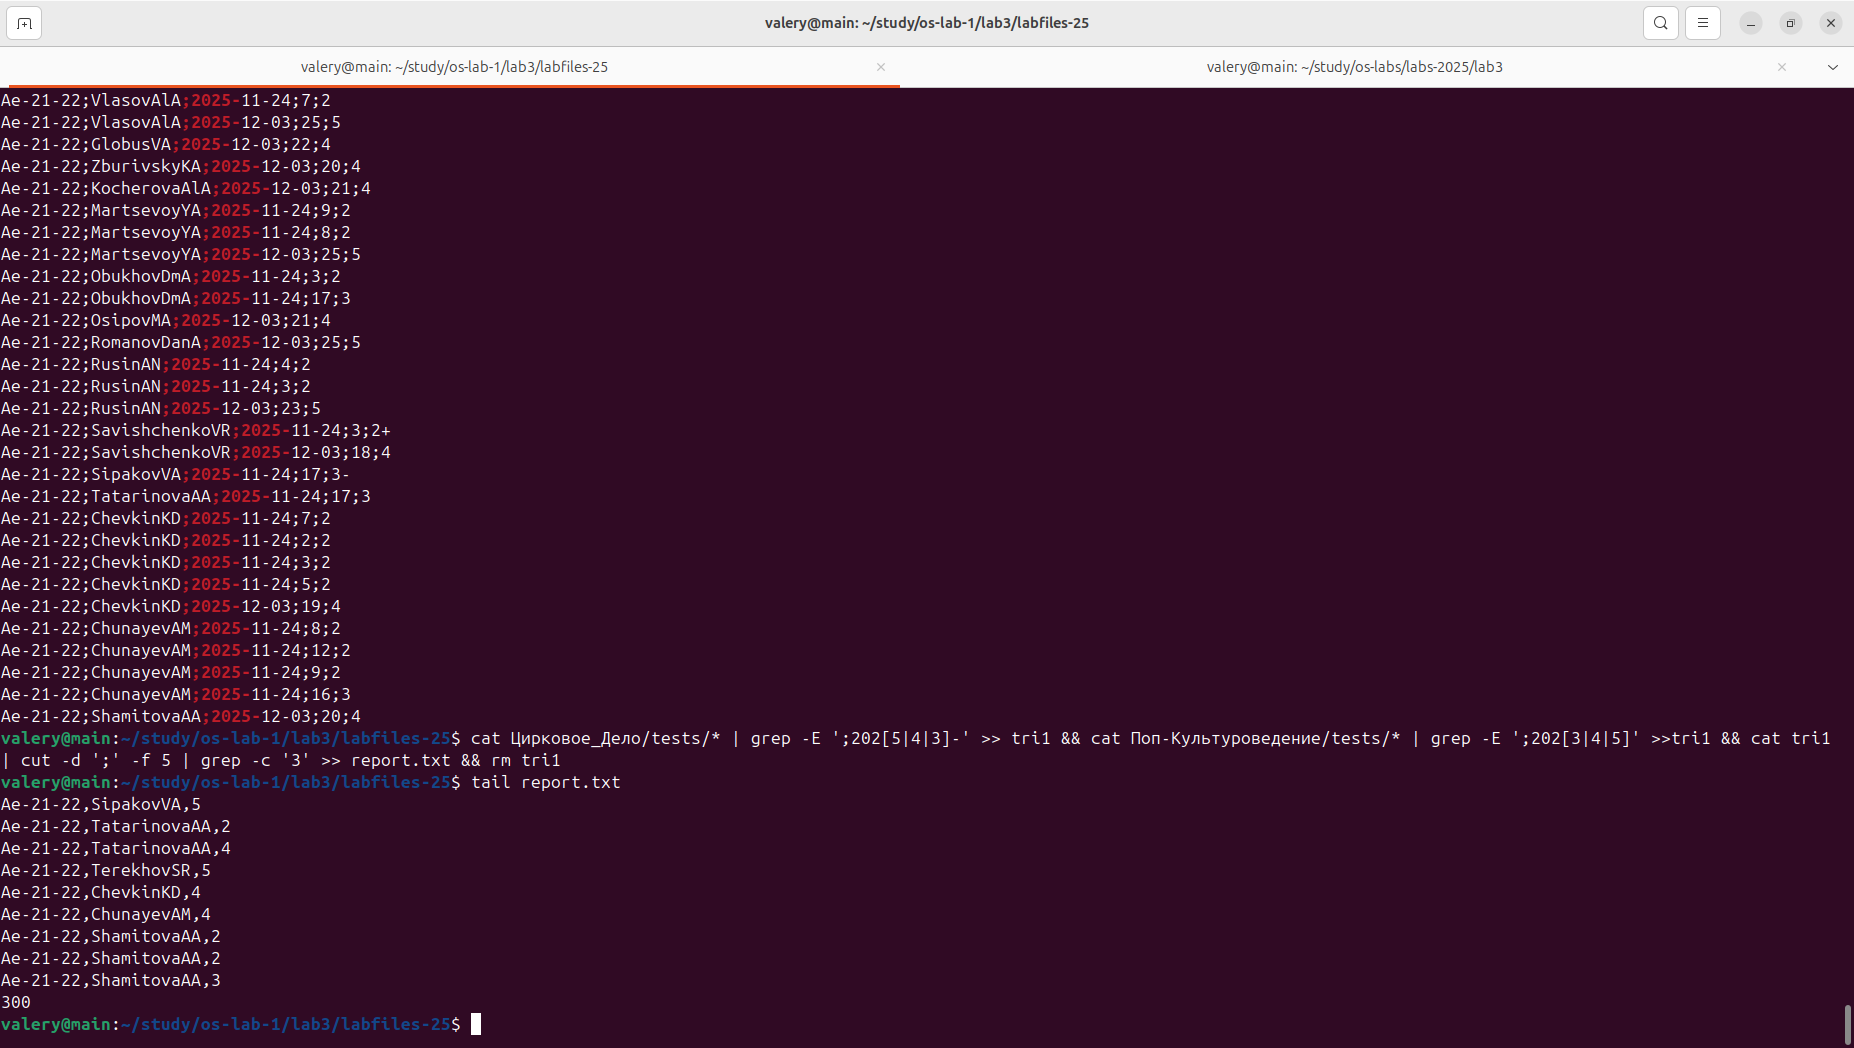 valery@main: ~/study/os-lab-1/lab3/labfiles-25
valery@main: ~/study/os-lab-1/lab3/labfiles-25
valery@main: ~/study/os-labs/labs-2025/lab3
Ae-21-22;VlasovAlA;2025-11-24;7;2
Ae-21-22;VlasovAlA;2025-12-03;25;5
Ae-21-22;GlobusVA;2025-12-03;22;4
Ae-21-22;ZburivskyKA;2025-12-03;20;4
Ae-21-22;KocherovaAlA;2025-12-03;21;4
Ae-21-22;MartsevoyYA;2025-11-24;9;2
Ae-21-22;MartsevoyYA;2025-11-24;8;2
Ae-21-22;MartsevoyYA;2025-12-03;25;5
Ae-21-22;ObukhovDmA;2025-11-24;3;2
Ae-21-22;ObukhovDmA;2025-11-24;17;3
Ae-21-22;OsipovMA;2025-12-03;21;4
Ae-21-22;RomanovDanA;2025-12-03;25;5
Ae-21-22;RusinAN;2025-11-24;4;2
Ae-21-22;RusinAN;2025-11-24;3;2
Ae-21-22;RusinAN;2025-12-03;23;5
Ae-21-22;SavishchenkoVR;2025-11-24;3;2+
Ae-21-22;SavishchenkoVR;2025-12-03;18;4
Ae-21-22;SipakovVA;2025-11-24;17;3-
Ae-21-22;TatarinovaAA;2025-11-24;17;3
Ae-21-22;ChevkinKD;2025-11-24;7;2
Ae-21-22;ChevkinKD;2025-11-24;2;2
Ae-21-22;ChevkinKD;2025-11-24;3;2
Ae-21-22;ChevkinKD;2025-11-24;5;2
Ae-21-22;ChevkinKD;2025-12-03;19;4
Ae-21-22;ChunayevAM;2025-11-24;8;2
Ae-21-22;ChunayevAM;2025-11-24;12;2
Ae-21-22;ChunayevAM;2025-11-24;9;2
Ae-21-22;ChunayevAM;2025-11-24;16;3
Ae-21-22;ShamitovaAA;2025-12-03;20;4
valery@main:~/study/os-lab-1/lab3/labfiles-25$ cat Цирковое_Дело/tests/* | grep -E ';202[5|4|3]-' >> tri1 && cat Поп-Культуроведение/tests/* | grep -E ';202[3|4|5]' >>tri1 && cat tri1
| cut -d ';' -f 5 | grep -c '3' >> report.txt && rm tri1
valery@main:~/study/os-lab-1/lab3/labfiles-25$ tail report.txt
Ae-21-22,SipakovVA,5
Ae-21-22,TatarinovaAA,2
Ae-21-22,TatarinovaAA,4
Ae-21-22,TerekhovSR,5
Ae-21-22,ChevkinKD,4
Ae-21-22,ChunayevAM,4
Ae-21-22,ShamitovaAA,2
Ae-21-22,ShamitovaAA,2
Ae-21-22,ShamitovaAA,3
300
valery@main:~/study/os-lab-1/lab3/labfiles-25$